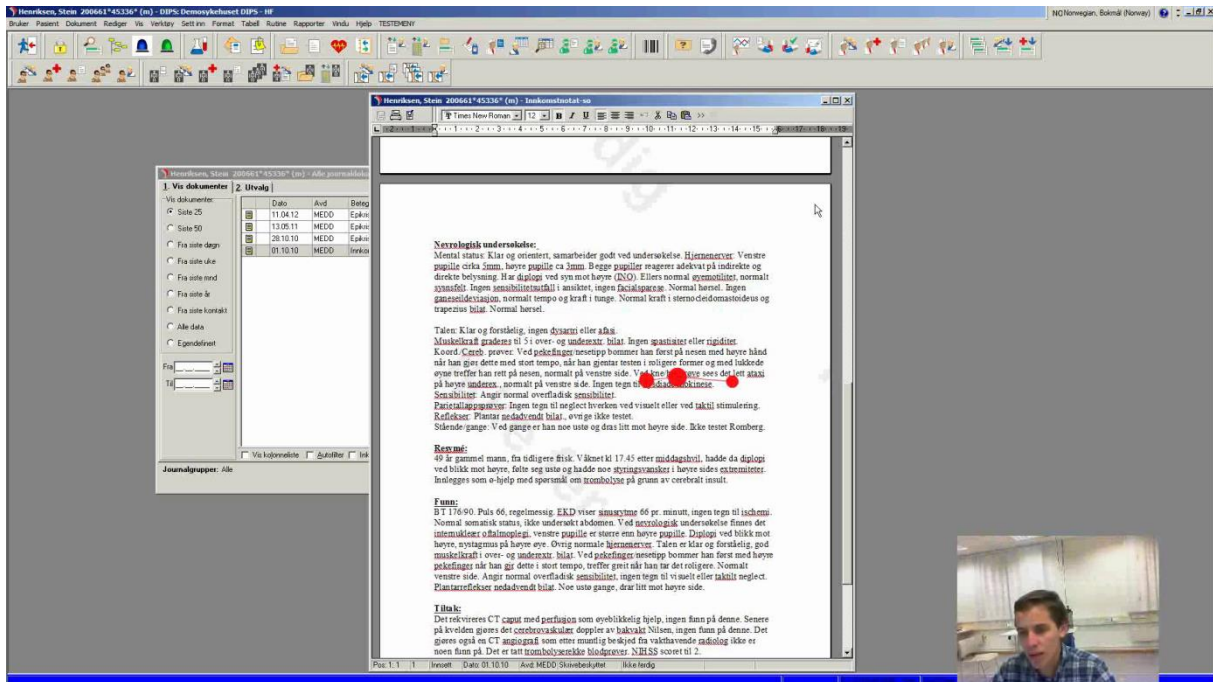 Henriksen, Stein 200661*45336* (m) - DIPS: Demosykehuset DIPS - HF
NO Norwegian, Bokmål (Norway)
Bruker Pasient Dokument Rediger Vis Verktøy Sett inn Format Tabell Rutine Rapporter Vindu Hjelp TESTEMENY
Henriksen, Stein 200661*45336* (m) - Innkomstnotat-so
Times New Roman 12 B I U
Henriksen, Stein 200661*45336* (m) - Alle
1. Vis dokumenter 2. Utvalg
Vis dokumenter:
Siste 25
Siste 50
Fra siste døgn
Fra siste uke
Fra siste mnd
Fra siste år
Fra siste kontakt
Alle data
Egendefinert
Fra
Til
Dato Avd Beteg
11.04.12 MEDD Epikris
13.05.11 MEDD Epikris
28.10.10 MEDD Epikris
01.10.10 MEDD Innko
Vis kolonneliste Autofilter Ink
Journalgrupper: Alle
Nevrologisk undersøkelse:
Mental status: Klar og orientert, samarbeider godt ved undersøkelse. Hjernenerver: Venstre
pupille cirka 5mm, høyre pupille ca 3mm. Begge pupiller reagerer adekvat på indirekte og
direkte belysning. Har diplopi ved syn mot høyre (INO). Ellers normal øyemotilitet, normalt
synsfelt. Ingen sensibilitetsutfall i ansiktet, ingen facialsparese. Normal hørsel. Ingen
ganeseildeviasjon, normalt tempo og kraft i tunge. Normal kraft i sternocleidomastoideus og
trapezius bilat. Normal hørsel.
Talen: Klar og forståelig, ingen dysartri eller afasi.
Muskelkraft graderes til 5 i over- og underextr. bilat. Ingen spastisitet eller rigiditet.
Koord./Cereb. prøver: Ved pekefinger/nesetipp bommer han først på nesen med høyre hånd
når han gjør dette med stort tempo, når han gjentar testen i roligere former og med lukkede
øyne treffer han rett på nesen, normalt på venstre side. Ved kne/ prøve sees det lett ataxi
på høyre underex., normalt på venstre side. Ingen tegn til
Sensibilitet: Angir normal overfladisk sensibilitet.
Parietallappsprøver: Ingen tegn til neglect hverken ved visuelt eller ved taktil stimulering.
Reflekser: Plantar nedadvendt bilat., øvrige ikke testet.
Stående/gange: Ved gange er han noe ustø og dras litt mot høyre side. Ikke testet Romberg.
Resymé:
49 år gammel mann, fra tidligere frisk. Våknet kl 17.45 etter middagshvil, hadde da diplopi
ved blikk mot høyre, følte seg ustø og hadde noe styringsvansker i høyre sides extremiteter.
Innlegges som ø-hjelp med spørsmål om trombolyse på grunn av cerebralt insult.
Funn:
BT 176/90. Puls 66, regelmessig. EKD viser sinusrytme 66 pr. minutt, ingen tegn til ischemi.
Normal somatisk status, ikke undersøkt abdomen. Ved nevrologisk undersøkelse finnes det
internukleær oftalmoplegi, venstre pupille er større enn høyre pupille. Diplopi ved blikk mot
høyre, nystagmus på høyre øye. Øvrig normale hjernenerver. Talen er klar og forståelig, god
muskelkraft i over- og underextr. bilat. Ved pekefinger/nesetipp bommer han først med høyre
pekefinger når han gir dette i stort tempo, treffer greit når han tar det roligere. Normalt
venstre side. Angir normal overfladisk sensibilitet, ingen tegn til visuelt eller taktilt neglect.
Plantarreflekser nedadvendt bilat. Noe ustø gange, drar litt mot høyre side.
Tiltak:
Det rekvireres CT caput med perfusjon som øyeblikkelig hjelp, ingen funn på denne. Senere
på kvelden gjøres det cerebrovaskulær doppler av bakvakt Nilsen, ingen funn på denne. Det
gjøres også en CT angiografi som etter muntlig beskjed fra vakthavende radiolog ikke er
noen funn på. Det er tatt trombolyserekke blodprøver. NIHSS scoret til 2.
Pos: 1: 1 1 Innsett Dato: 01.10.10 Avd: MEDD Skrivebeskyttet Ikke ferdig